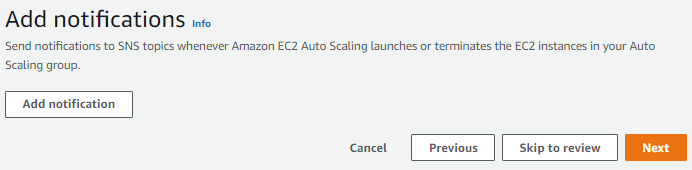 Add notifications Info
Send notifications to SNS topics whenever Amazon EC2 Auto Scaling launches or terminates the EC2 instances in your Auto
Scaling group.
Add notification
Cancel Previous Skip to review Next